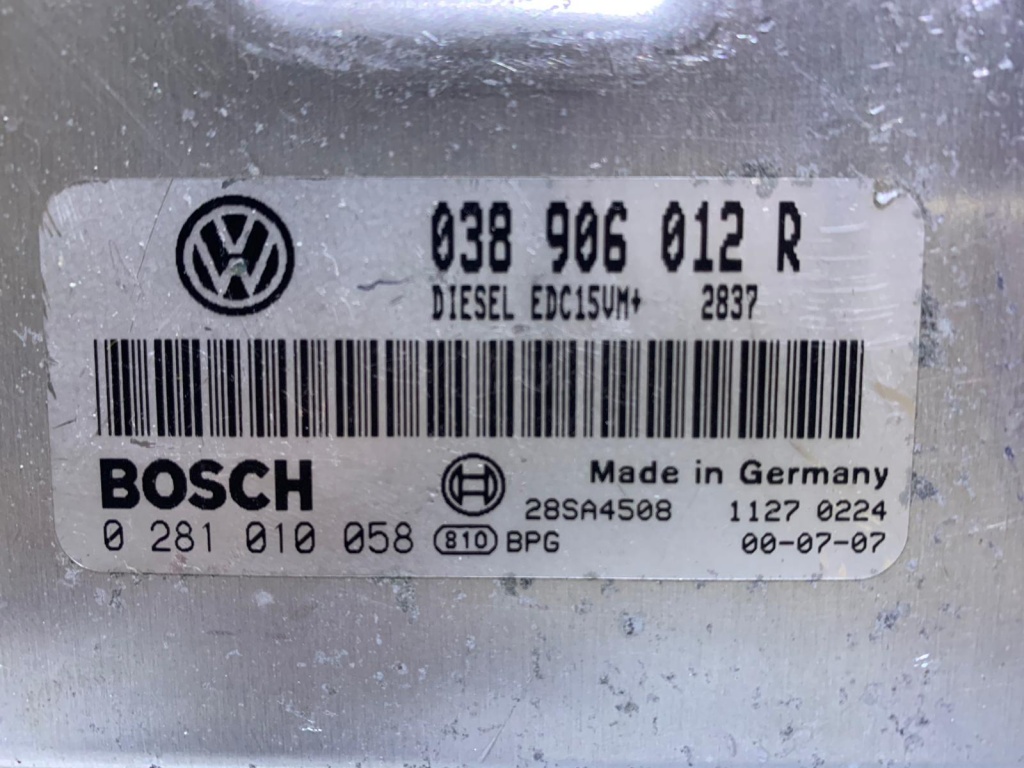 038 906 012 R
DIESEL EDC15VM+ 2837
BOSCH
Made in Germany
28SA4508 1127 0224
0 281 010 058 810 BPG 00-07-07